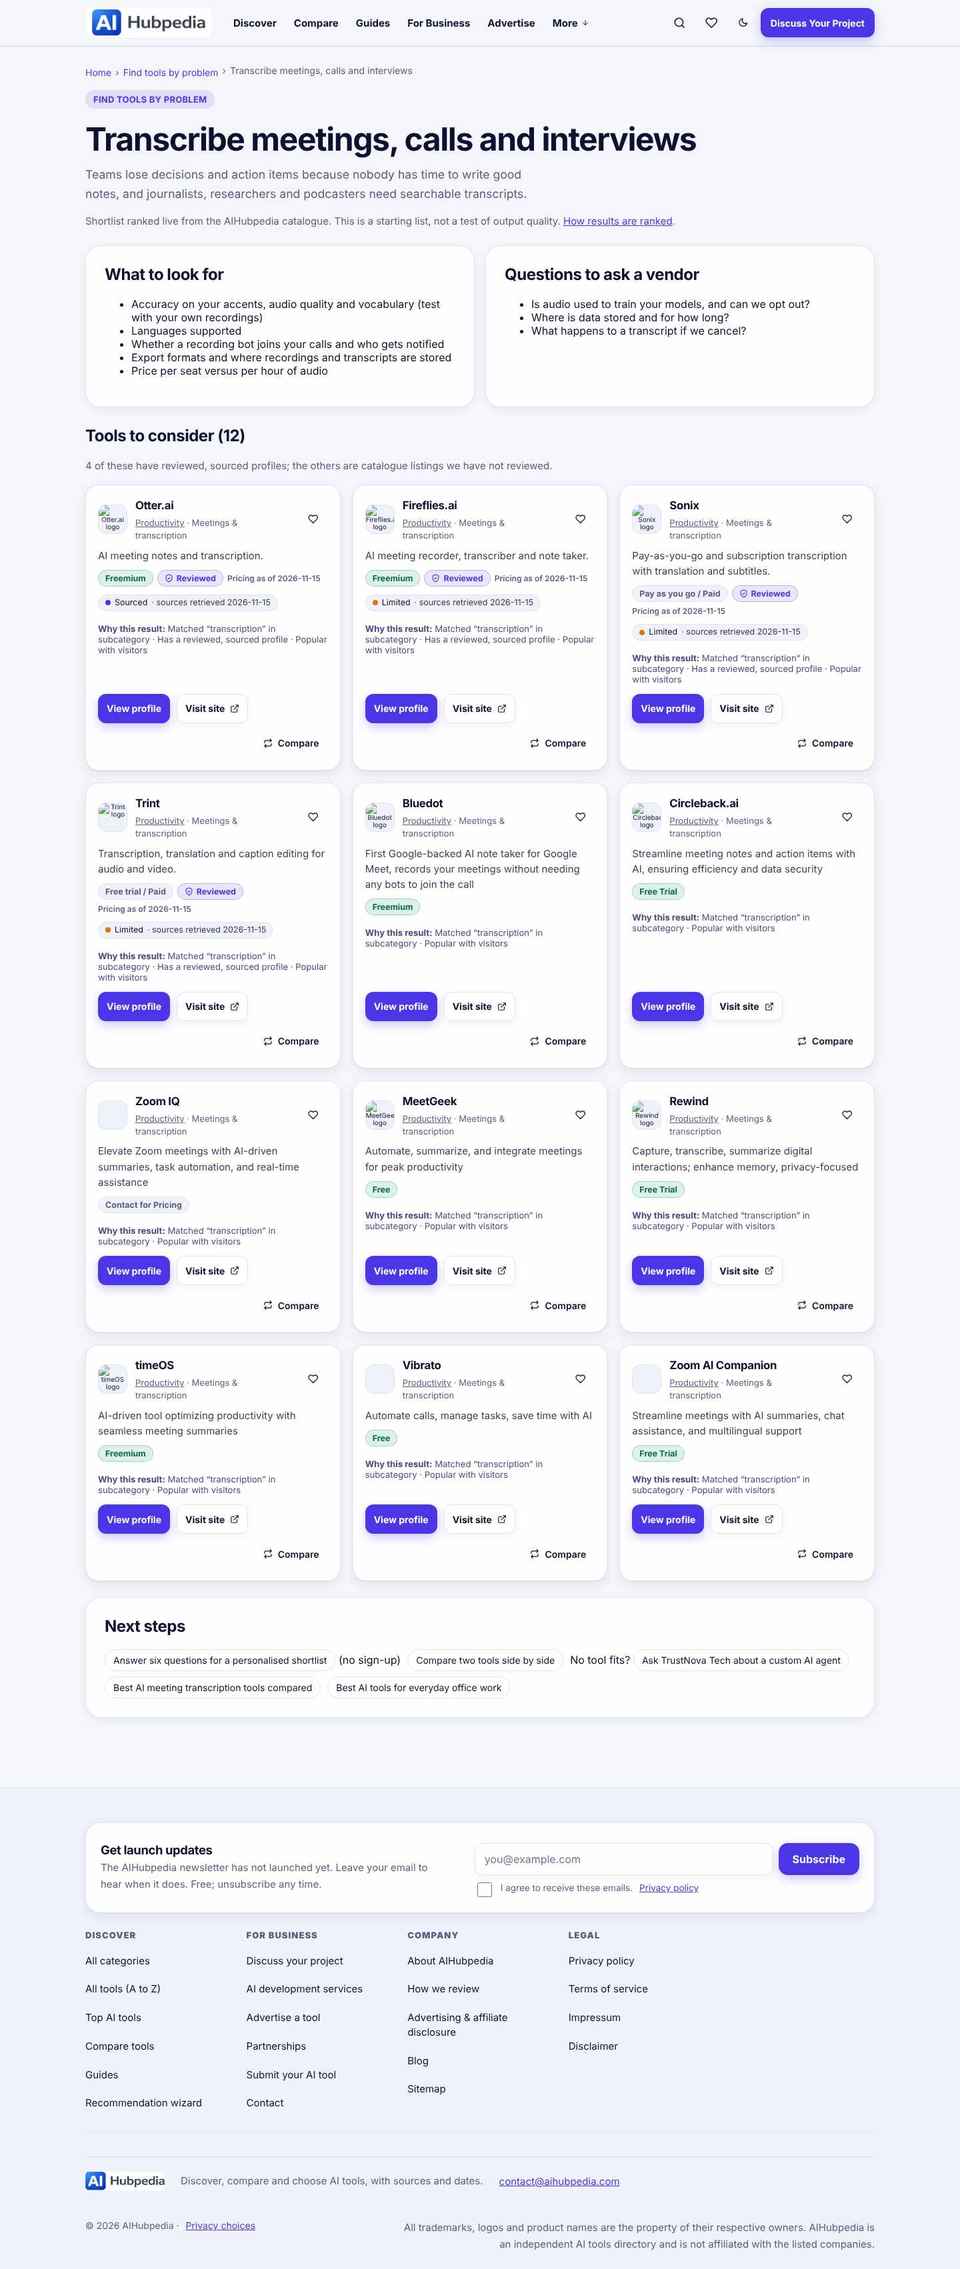 AI Hubpedia
Discover Compare Guides For Business Advertise More Discuss Your Project
Home › Find tools by problem › Transcribe meetings, calls and interviews
FIND TOOLS BY PROBLEM
Transcribe meetings, calls and interviews
Teams lose decisions and action items because nobody has time to write good
notes, and journalists, researchers and podcasters need searchable transcripts.
Shortlist ranked live from the AIHubpedia catalogue. This is a starting list, not a test of output quality. How results are ranked.
What to look for
• Accuracy on your accents, audio quality and vocabulary (test
with your own recordings)
• Languages supported
• Whether a recording bot joins your calls and who gets notified
• Export formats and where recordings and transcripts are stored
• Price per seat versus per hour of audio
Questions to ask a vendor
• Is audio used to train your models, and can we opt out?
• Where is data stored and for how long?
• What happens to a transcript if we cancel?
Tools to consider (12)
4 of these have reviewed, sourced profiles; the others are catalogue listings we have not reviewed.
Otter.ai logo
Otter.ai
Productivity · Meetings &
transcription
AI meeting notes and transcription.
Freemium Reviewed Pricing as of 2026-11-15
Sourced · sources retrieved 2026-11-15
Why this result: Matched “transcription” in
subcategory · Has a reviewed, sourced profile · Popular
with visitors
View profile Visit site
Compare
Fireflies.a logo
Fireflies.ai
Productivity · Meetings &
transcription
AI meeting recorder, transcriber and note taker.
Freemium Reviewed Pricing as of 2026-11-15
Limited · sources retrieved 2026-11-15
Why this result: Matched “transcription” in
subcategory · Has a reviewed, sourced profile · Popular
with visitors
View profile Visit site
Compare
Sonix logo
Sonix
Productivity · Meetings &
transcription
Pay-as-you-go and subscription transcription
with translation and subtitles.
Pay as you go / Paid Reviewed
Pricing as of 2026-11-15
Limited · sources retrieved 2026-11-15
Why this result: Matched “transcription” in
subcategory · Has a reviewed, sourced profile · Popular
with visitors
View profile Visit site
Compare
Trint logo
Trint
Productivity · Meetings &
transcription
Transcription, translation and caption editing for
audio and video.
Free trial / Paid Reviewed
Pricing as of 2026-11-15
Limited · sources retrieved 2026-11-15
Why this result: Matched “transcription” in
subcategory · Has a reviewed, sourced profile · Popular
with visitors
View profile Visit site
Compare
Bluedot logo
Bluedot
Productivity · Meetings &
transcription
First Google-backed AI note taker for Google
Meet, records your meetings without inviting
any bots to join the call
Freemium
Why this result: Matched “transcription” in
subcategory · Popular with visitors
View profile Visit site
Compare
Circlebac logo
Circleback.ai
Productivity · Meetings &
transcription
Streamline meeting notes and action items with
AI, ensuring efficiency and data security
Free Trial
Why this result: Matched “transcription” in
subcategory · Popular with visitors
View profile Visit site
Compare
Zoom IQ
Productivity · Meetings &
transcription
Elevate Zoom meetings with AI-driven
summaries, task automation, and real-time
assistance
Contact for Pricing
Why this result: Matched “transcription” in
subcategory · Popular with visitors
View profile Visit site
Compare
MeetGee logo
MeetGeek
Productivity · Meetings &
transcription
Automate, summarize, and integrate meetings
for peak productivity
Free
Why this result: Matched “transcription” in
subcategory · Popular with visitors
View profile Visit site
Compare
Rewind logo
Rewind
Productivity · Meetings &
transcription
Capture, transcribe, summarize digital
interactions; enhance memory, privacy-focused
Free Trial
Why this result: Matched “transcription” in
subcategory · Popular with visitors
View profile Visit site
Compare
timeOS logo
timeOS
Productivity · Meetings &
transcription
AI-driven tool optimizing productivity with
seamless meeting summaries
Freemium
Why this result: Matched “transcription” in
subcategory · Popular with visitors
View profile Visit site
Compare
Vibrato
Productivity · Meetings &
transcription
Automate calls, manage tasks, save time with AI
Free
Why this result: Matched “transcription” in
subcategory · Popular with visitors
View profile Visit site
Compare
Zoom AI Companion
Productivity · Meetings &
transcription
Streamline meetings with AI summaries, chat
assistance, and multilingual support
Free Trial
Why this result: Matched “transcription” in
subcategory · Popular with visitors
View profile Visit site
Compare
Next steps
Answer six questions for a personalised shortlist (no sign-up) Compare two tools side by side No tool fits? Ask TrustNova Tech about a custom AI agent
Best AI meeting transcription tools compared Best AI tools for everyday office work
Get launch updates
The AIHubpedia newsletter has not launched yet. Leave your email to
hear when it does. Free; unsubscribe any time.
you@example.com Subscribe
I agree to receive these emails. Privacy policy
DISCOVER
All categories
All tools (A to Z)
Top AI tools
Compare tools
Guides
Recommendation wizard
FOR BUSINESS
Discuss your project
AI development services
Advertise a tool
Partnerships
Submit your AI tool
Contact
COMPANY
About AIHubpedia
How we review
Advertising & affiliate
disclosure
Blog
Sitemap
LEGAL
Privacy policy
Terms of service
Impressum
Disclaimer
AI Hubpedia Discover, compare and choose AI tools, with sources and dates. contact@aihubpedia.com
© 2026 AIHubpedia · Privacy choices
All trademarks, logos and product names are the property of their respective owners. AIHubpedia is
an independent AI tools directory and is not affiliated with the listed companies.